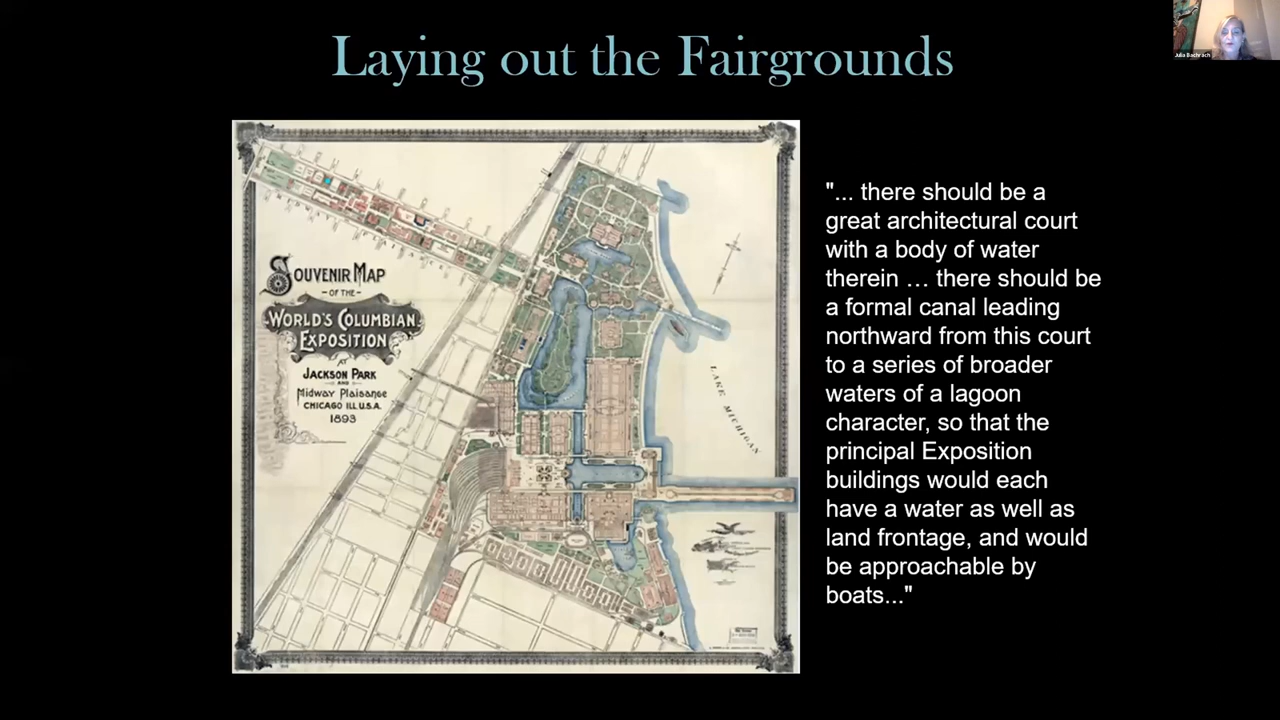 Laying out the Fairgrounds
Julia Bachrach
SOUVENIR MAP
OF THE
WORLD'S COLUMBIAN
EXPOSITION
AT
JACKSON PARK
AND
Midway Plaisance
CHICAGO ILL. U.S.A.
1893
LAKE MICHIGAN
"... there should be a
great architectural court
with a body of water
therein … there should be
a formal canal leading
northward from this court
to a series of broader
waters of a lagoon
character, so that the
principal Exposition
buildings would each
have a water as well as
land frontage, and would
be approachable by
boats..."